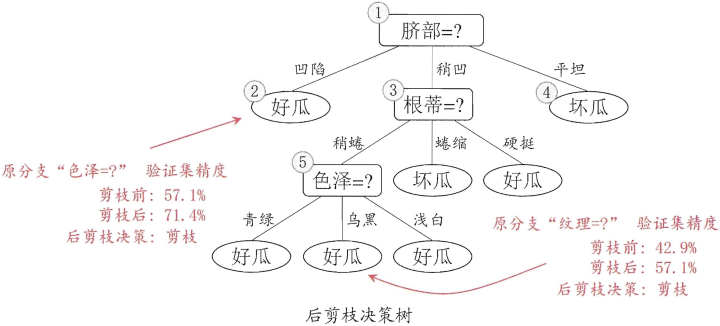 ①
脐部=?
凹陷
稍凹
平坦
②
好瓜
③
根蒂=?
④
坏瓜
稍蜷
蜷缩
硬挺
原分支“色泽=?” 验证集精度
剪枝前: 57.1%
剪枝后: 71.4%
后剪枝决策: 剪枝
⑤
色泽=?
坏瓜
好瓜
青绿
乌黑
浅白
好瓜
好瓜
好瓜
原分支“纹理=?” 验证集精度
剪枝前: 42.9%
剪枝后: 57.1%
后剪枝决策: 剪枝
后剪枝决策树